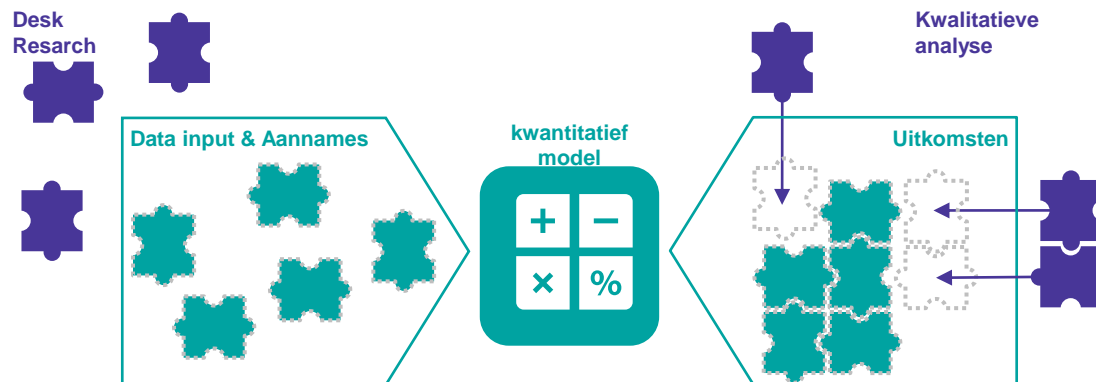 Desk
Resarch
Kwalitatieve
analyse
Data input & Aannames
kwantitatief
model
Uitkomsten
+ −
× %